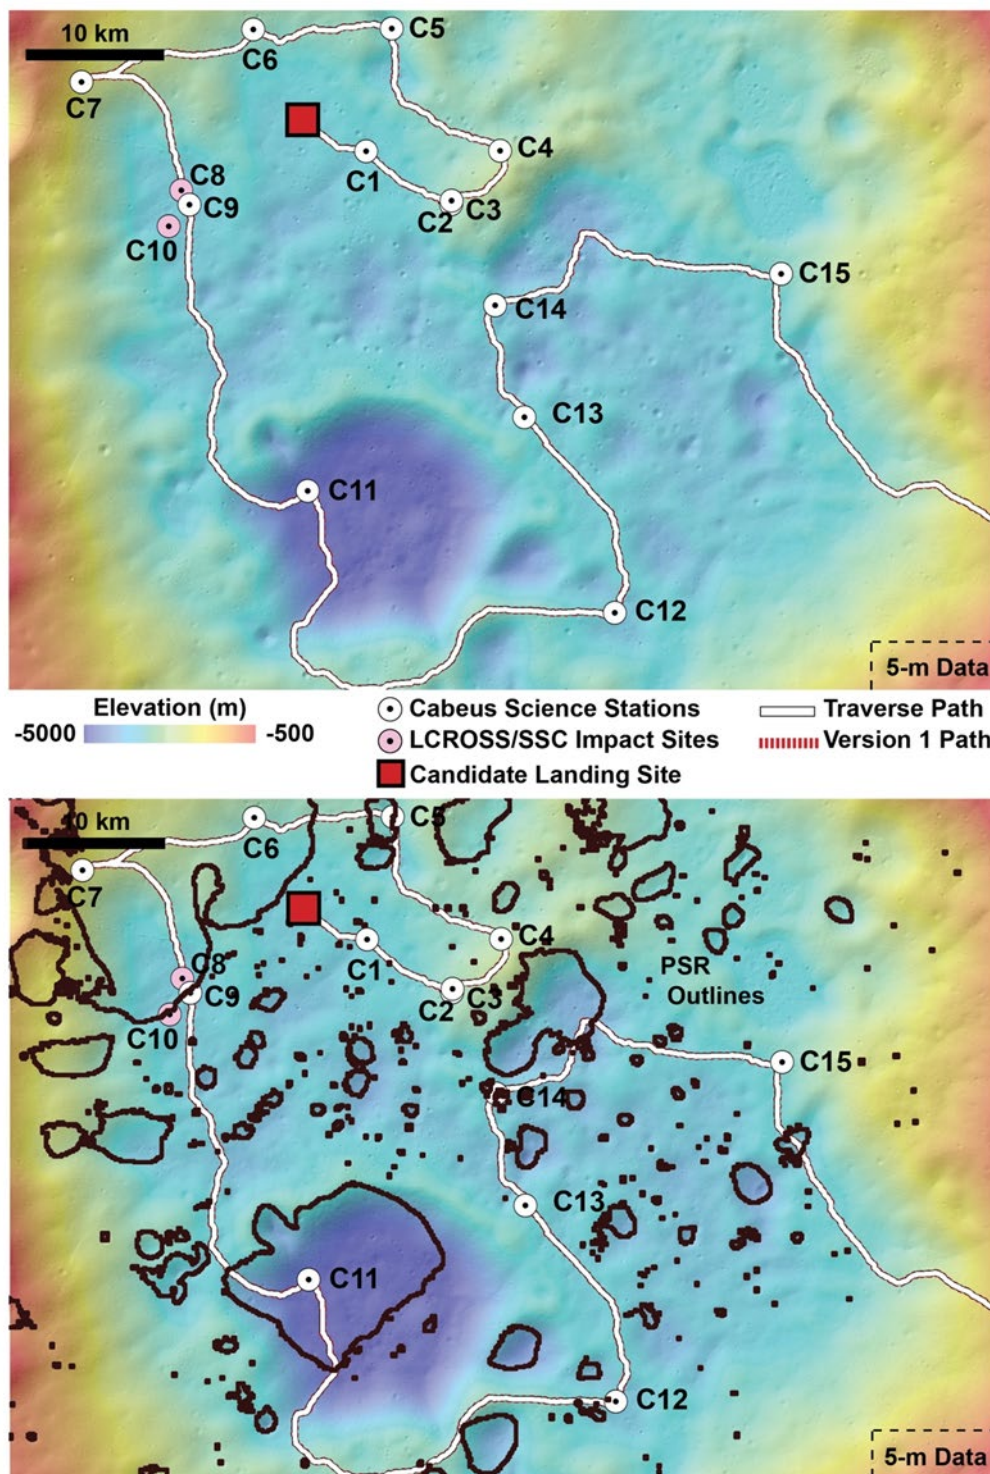 10 km
C5
C6
C7
C4
C1
C8
C9
C2
C3
C10
C15
C14
C13
C11
C12
5-m Data
Elevation (m)
-5000
-500
Cabeus Science Stations
LCROSS/SSC Impact Sites
Candidate Landing Site
Traverse Path
Version 1 Path
10 km
C5
C6
C7
C4
C1
PSR
Outlines
C8
C9
C2
C3
C10
C15
C14
C13
C11
C12
5-m Data